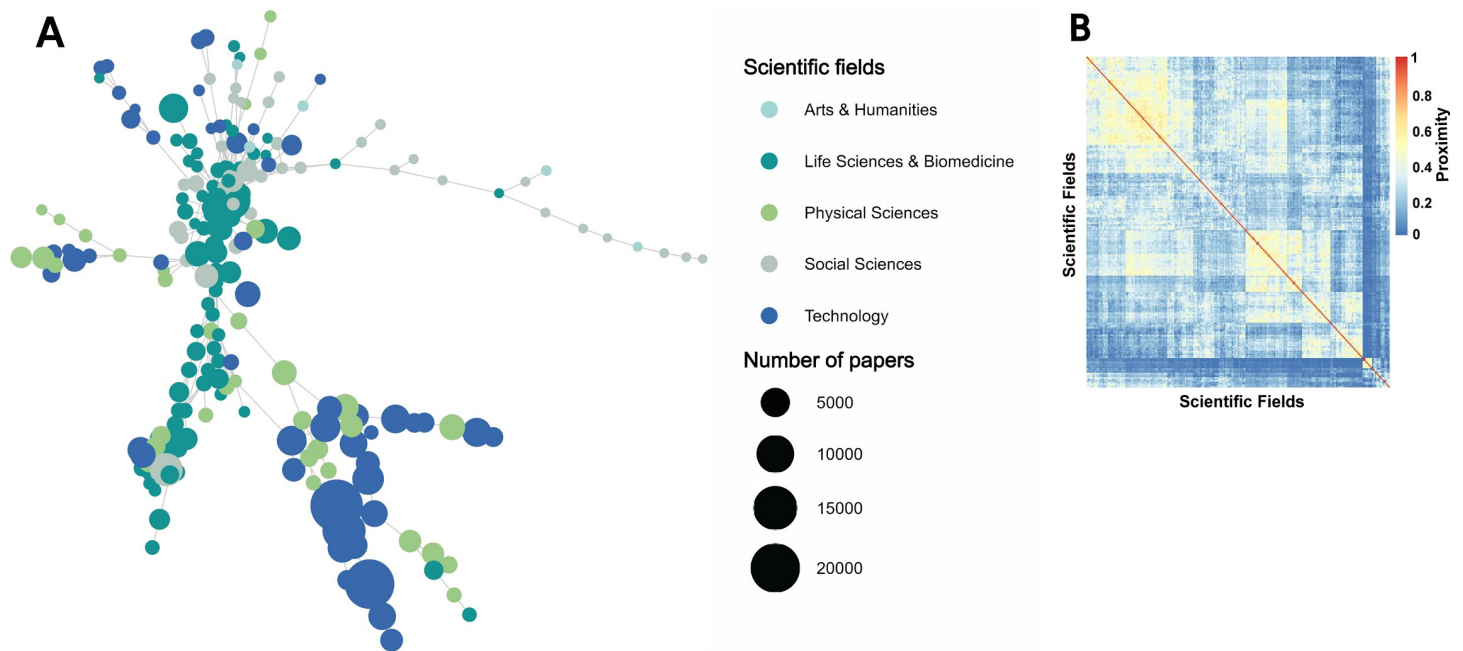 A
Scientific fields
Arts & Humanities
Life Sciences & Biomedicine
Physical Sciences
Social Sciences
Technology
Number of papers
5000
10000
15000
20000
B
Scientific Fields
Scientific Fields
1
0.8
0.6
0.4
0.2
0
Proximity